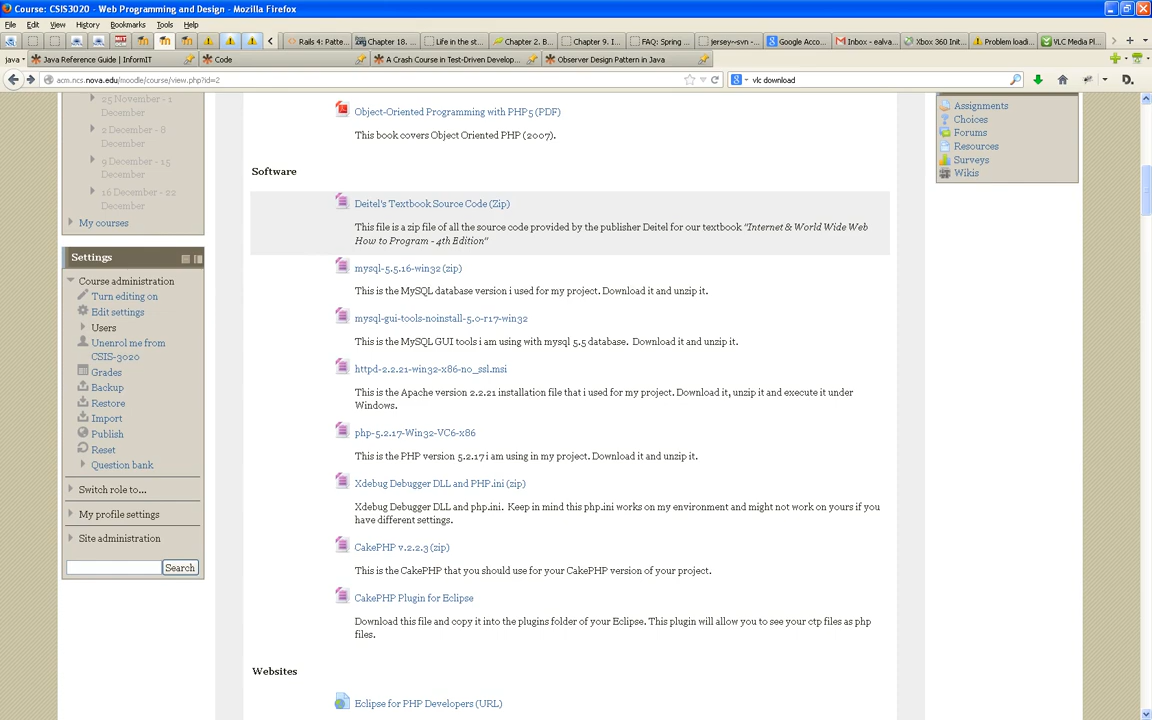 Course: CSIS3020 - Web Programming and Design - Mozilla Firefox
File Edit View History Bookmarks Tools Help
Rails 4: Patte... Chapter 18. ... Life in the st... Chapter 2. B... Chapter 9. I... FAQ: Spring ... jersey~svn -... Google Acco... Inbox - ealva... Xbox 360 Init... Problem loadi... VLC Media Pl...
java Java Reference Guide | InformIT Code A Crash Course in Test-Driven Develop... Observer Design Pattern in Java
acm.ncs.nova.edu/moodle/course/view.php?id=2 vlc download
25 November - 1 December
2 December - 8 December
9 December - 15 December
16 December - 22 December
My courses
Settings
Course administration
Turn editing on
Edit settings
Users
Unenrol me from
CSIS-3020
Grades
Backup
Restore
Import
Publish
Reset
Question bank
Switch role to...
My profile settings
Site administration
Search
Object-Oriented Programming with PHP5 (PDF)
This book covers Object Oriented PHP (2007).
Software
Deitel's Textbook Source Code (Zip)
This file is a zip file of all the source code provided by the publisher Deitel for our textbook "Internet & World Wide Web
How to Program - 4th Edition"
mysql-5.5.16-win32 (zip)
This is the MySQL database version i used for my project. Download it and unzip it.
mysql-gui-tools-noinstall-5.0-r17-win32
This is the MySQL GUI tools i am using with mysql 5.5 database. Download it and unzip it.
httpd-2.2.21-win32-x86-no_ssl.msi
This is the Apache version 2.2.21 installation file that i used for my project. Download it, unzip it and execute it under
Windows.
php-5.2.17-Win32-VC6-x86
This is the PHP version 5.2.17 i am using in my project. Download it and unzip it.
Xdebug Debugger DLL and PHP.ini (zip)
Xdebug Debugger DLL and php.ini. Keep in mind this php.ini works on my environment and might not work on yours if you
have different settings.
CakePHP v.2.2.3 (zip)
This is the CakePHP that you should use for your CakePHP version of your project.
CakePHP Plugin for Eclipse
Download this file and copy it into the plugins folder of your Eclipse. This plugin will allow you to see your ctp files as php
files.
Websites
Eclipse for PHP Developers (URL)
Assignments
Choices
Forums
Resources
Surveys
Wikis